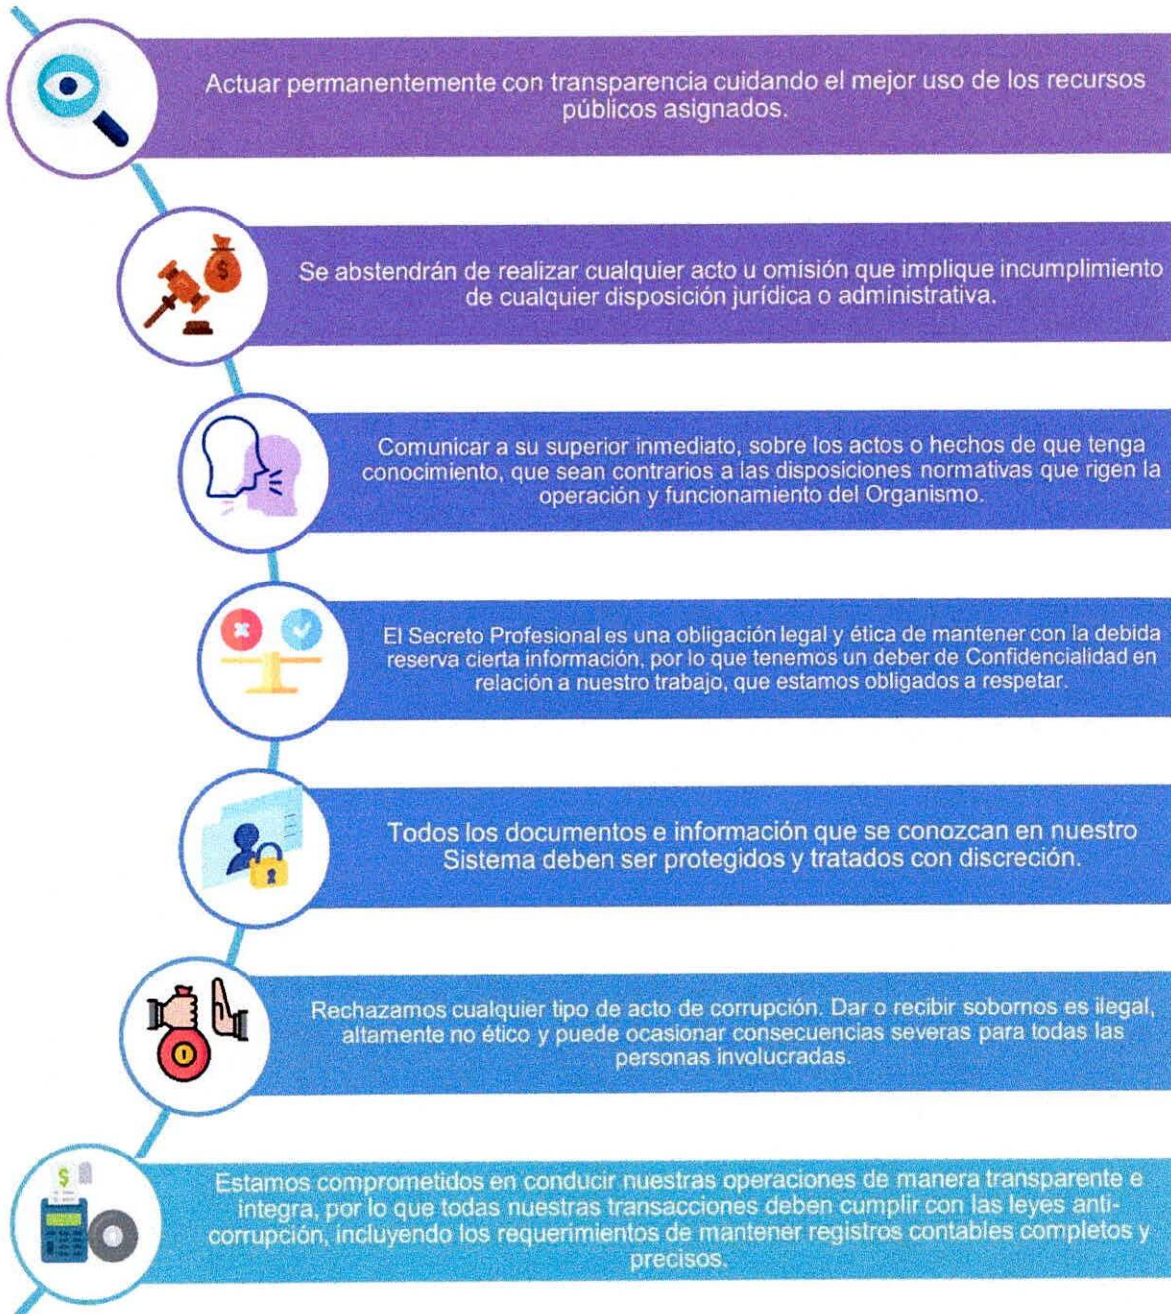 Actuar permanentemente con transparencia cuidando el mejor uso de los recursos
públicos asignados.
Se abstendrán de realizar cualquier acto u omisión que implique incumplimiento
de cualquier disposición jurídica o administrativa.
Comunicar a su superior inmediato, sobre los actos o hechos de que tenga
conocimiento, que sean contrarios a las disposiciones normativas que rigen la
operación y funcionamiento del Organismo.
El Secreto Profesional es una obligación legal y ética de mantener con la debida
reserva cierta información, por lo que tenemos un deber de Confidencialidad en
relación a nuestro trabajo, que estamos obligados a respetar.
Todos los documentos e información que se conozcan en nuestro
Sistema deben ser protegidos y tratados con discreción.
Rechazamos cualquier tipo de acto de corrupción. Dar o recibir sobornos es ilegal,
altamente no ético y puede ocasionar consecuencias severas para todas las
personas involucradas.
Estamos comprometidos en conducir nuestras operaciones de manera transparente e
integra, por lo que todas nuestras transacciones deben cumplir con las leyes anti-
corrupción, incluyendo los requerimientos de mantener registros contables completos y
precisos.